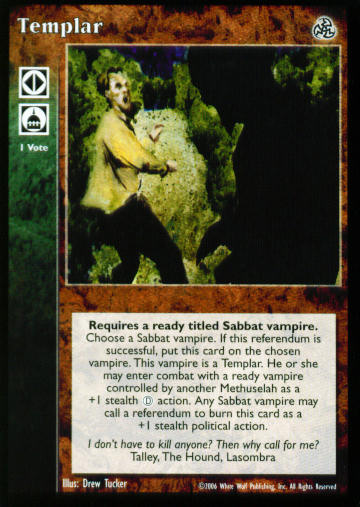 Templar
1 Vote
Requires a ready titled Sabbat vampire.
Choose a Sabbat vampire. If this referendum is
successful, put this card on the chosen
vampire. This vampire is a Templar. He or she
may enter combat with a ready vampire
controlled by another Methuselah as a
+1 stealth Ⓓ action. Any Sabbat vampire may
call a referendum to burn this card as a
+1 stealth political action.
I don't have to kill anyone? Then why call for me?
Talley, The Hound, Lasombra
Illus: Drew Tucker
©2006 White Wolf Publishing, Inc. All Rights Reserved